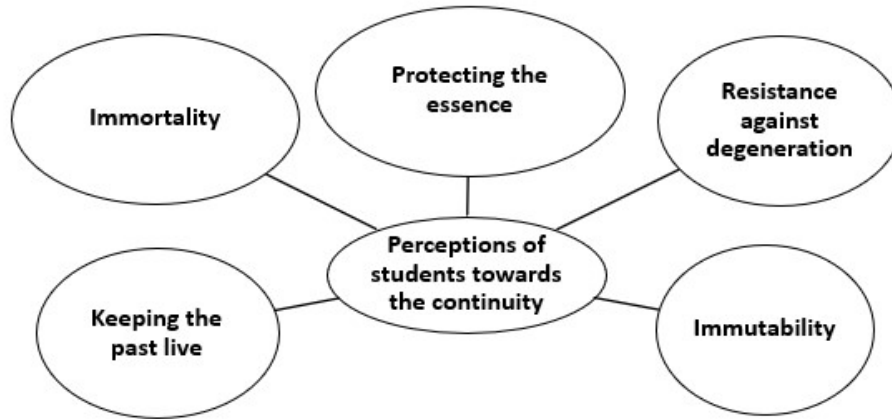 Immortality
Protecting the
essence
Resistance
against
degeneration
Keeping the
past live
Perceptions of
students towards
the continuity
Immutability